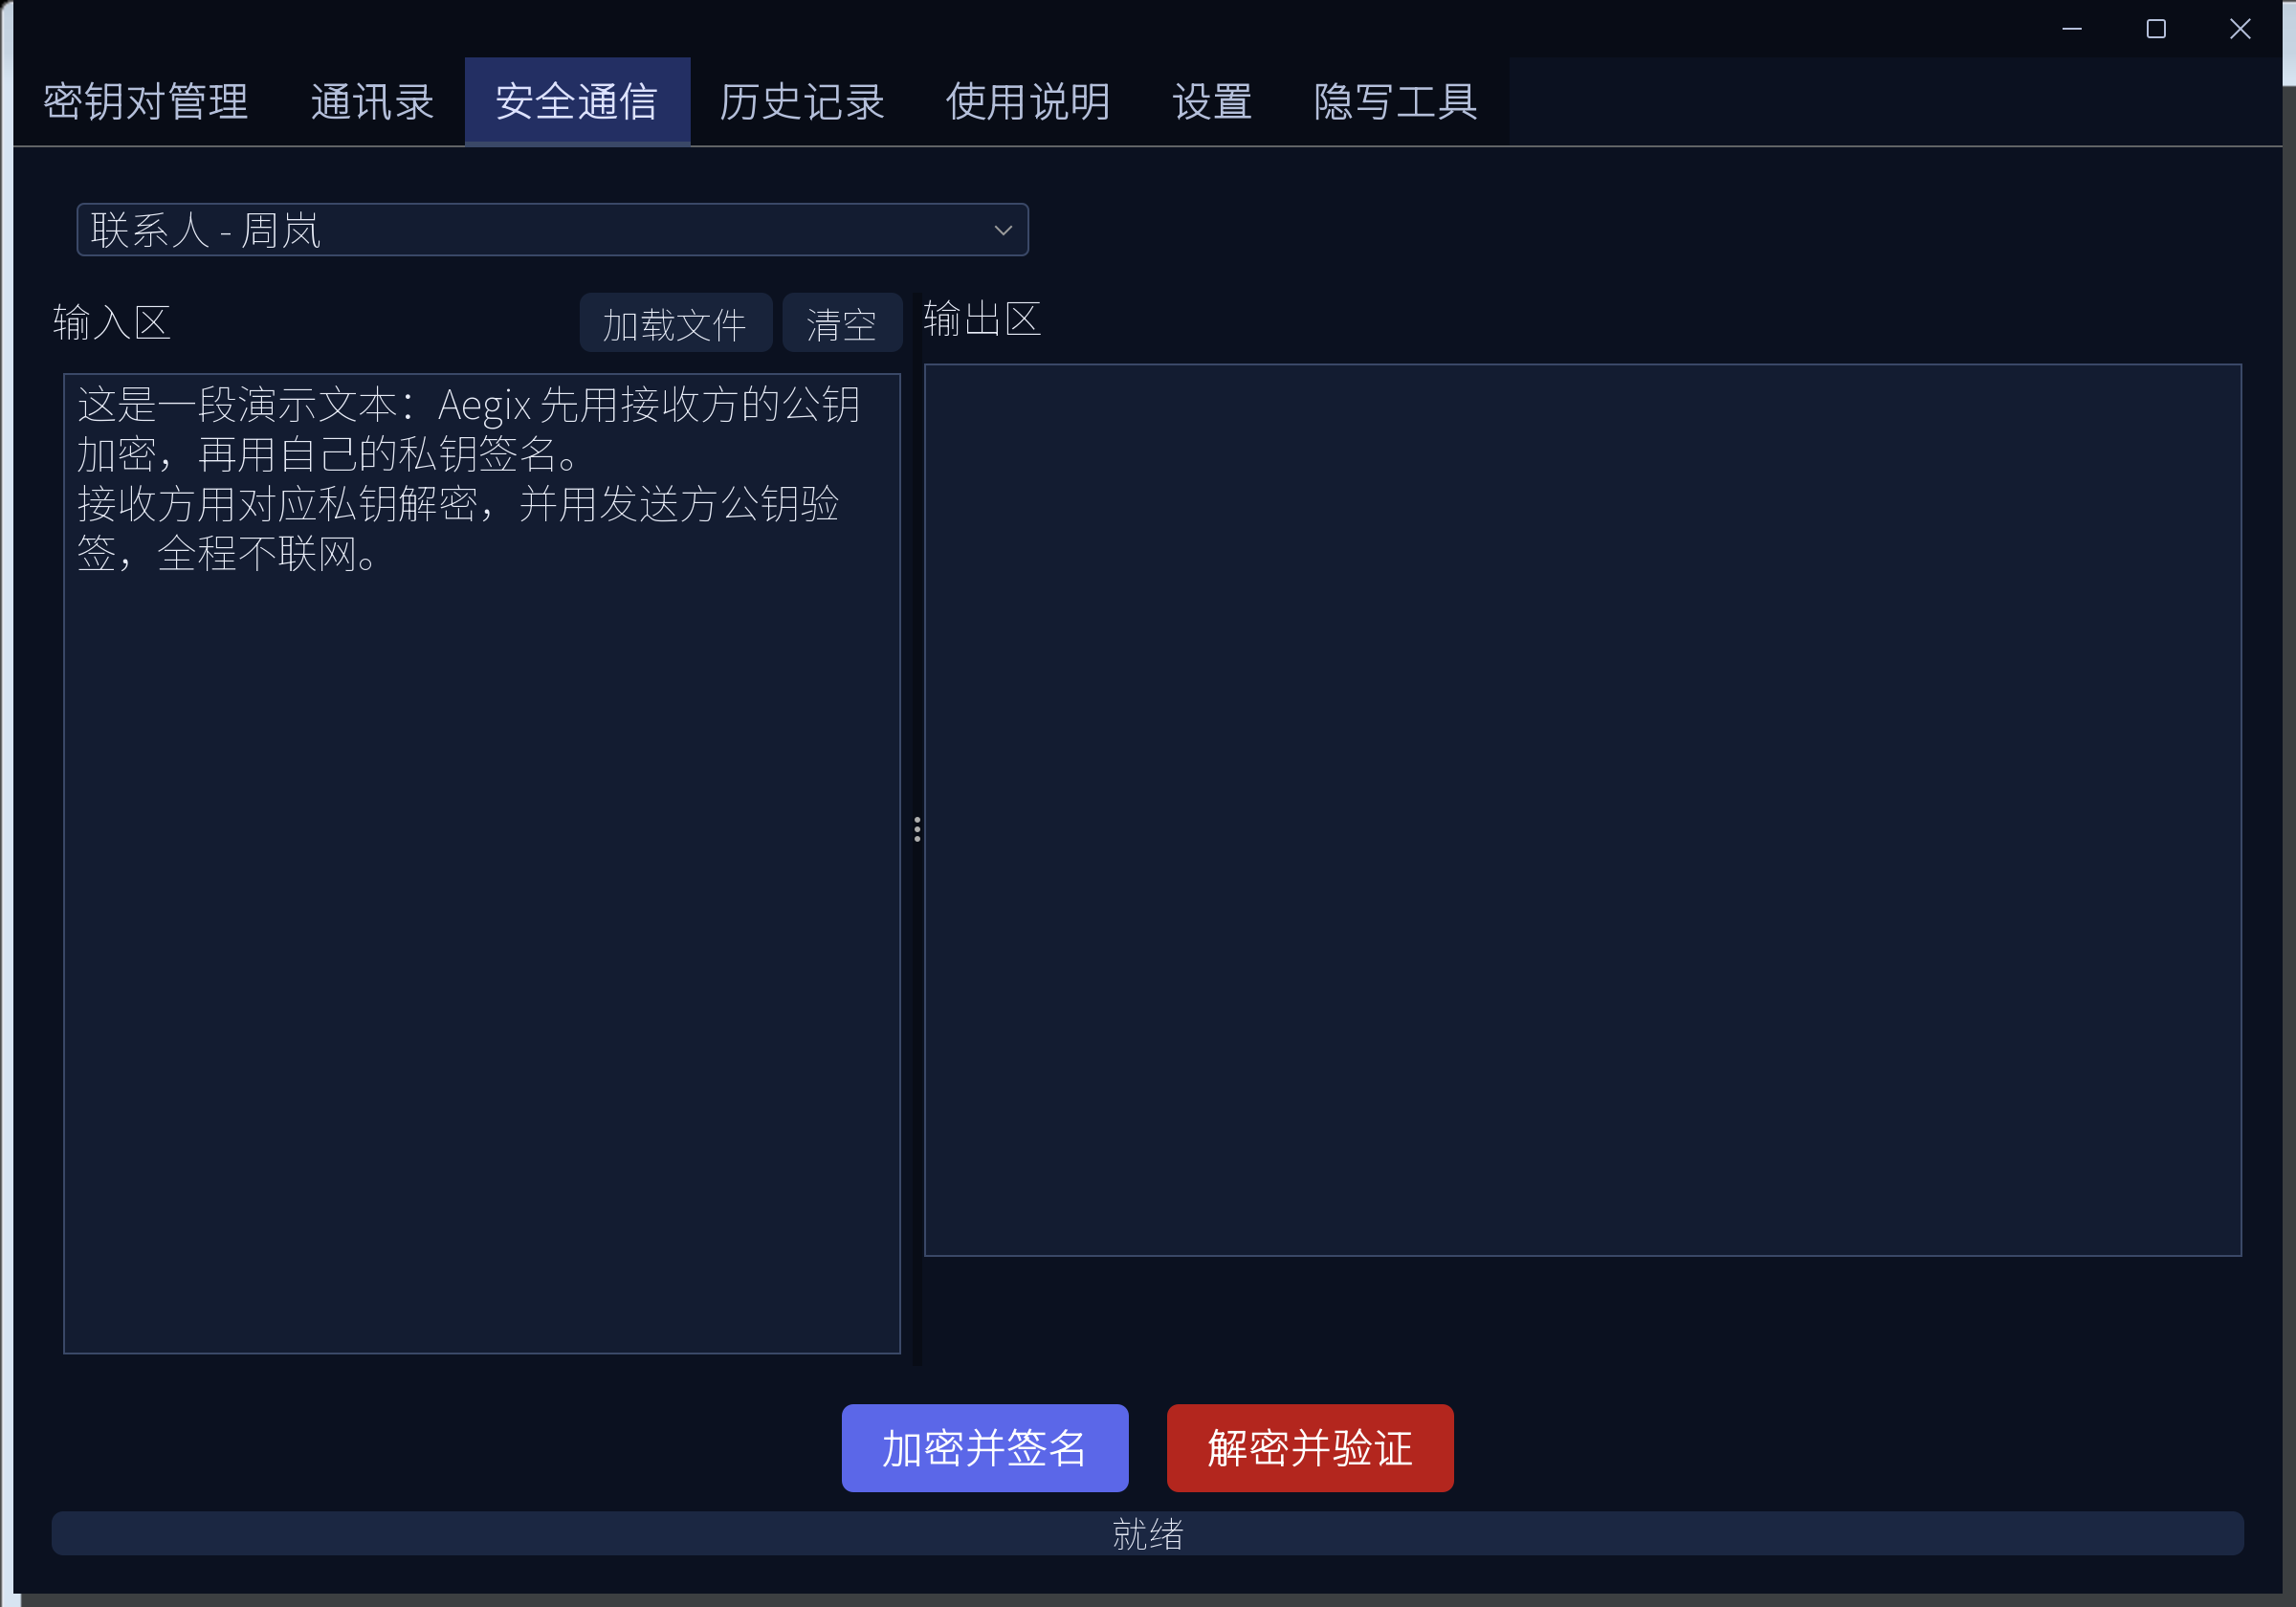 密钥对管理 通讯录 安全通信 历史记录 使用说明 设置 隐写工具
联系人 - 周岚
输入区 加载文件 清空 输出区
这是一段演示文本：Aegix 先用接收方的公钥
加密，再用自己的私钥签名。
接收方用对应私钥解密，并用发送方公钥验
签，全程不联网。
加密并签名 解密并验证
就绪